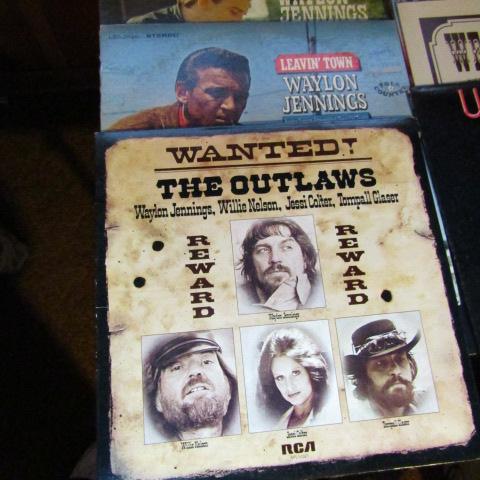 WAYLON
JENNINGS
STEREO
LEAVIN' TOWN
WAYLON
JENNINGS
WANTED!
THE OUTLAWS
Waylon Jennings, Willie Nelson, Jessi Colter, Tompall Glaser
REWARD
REWARD
Waylon Jennings
Willie Nelson
Jessi Colter
Tompall Glaser
RCA